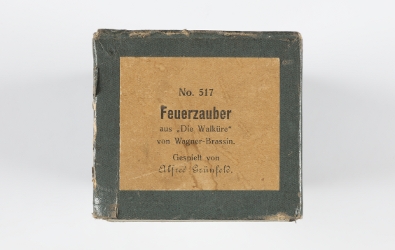 No. 517
Feuerzauber
aus „Die Walküre“
von Wagner-Brassin.
Gespielt von
Alfred Grünfeld.